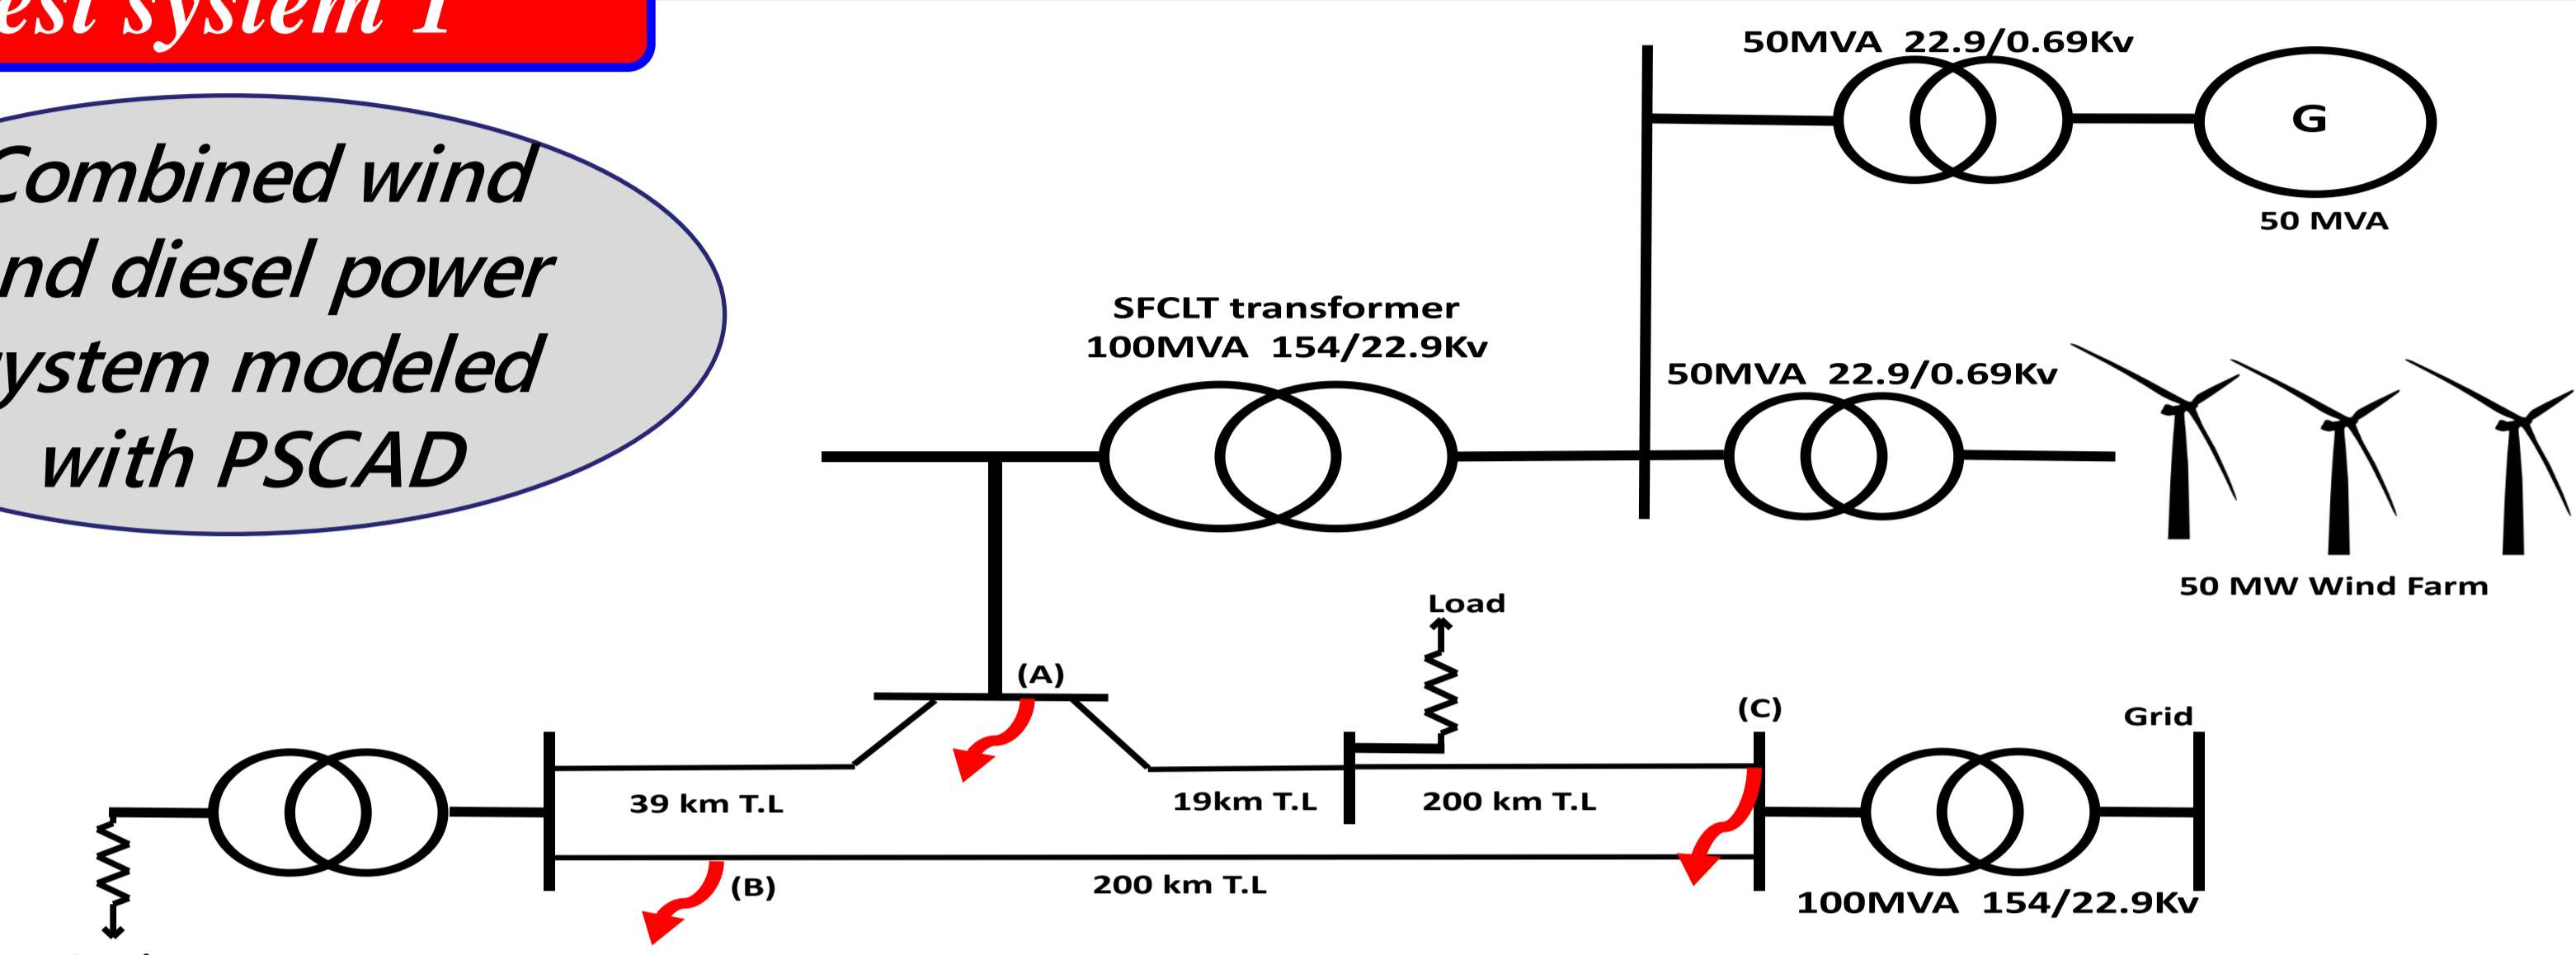 est system 1
Combined wind
nd diesel power
ystem modeled
with PSCAD
50MVA 22.9/0.69Kv
G
50 MVA
SFCLT transformer
100MVA 154/22.9Kv
50MVA 22.9/0.69Kv
50 MW Wind Farm
Load
(A)
(C)
Grid
39 km T.L
19km T.L
200 km T.L
(B)
200 km T.L
100MVA 154/22.9Kv